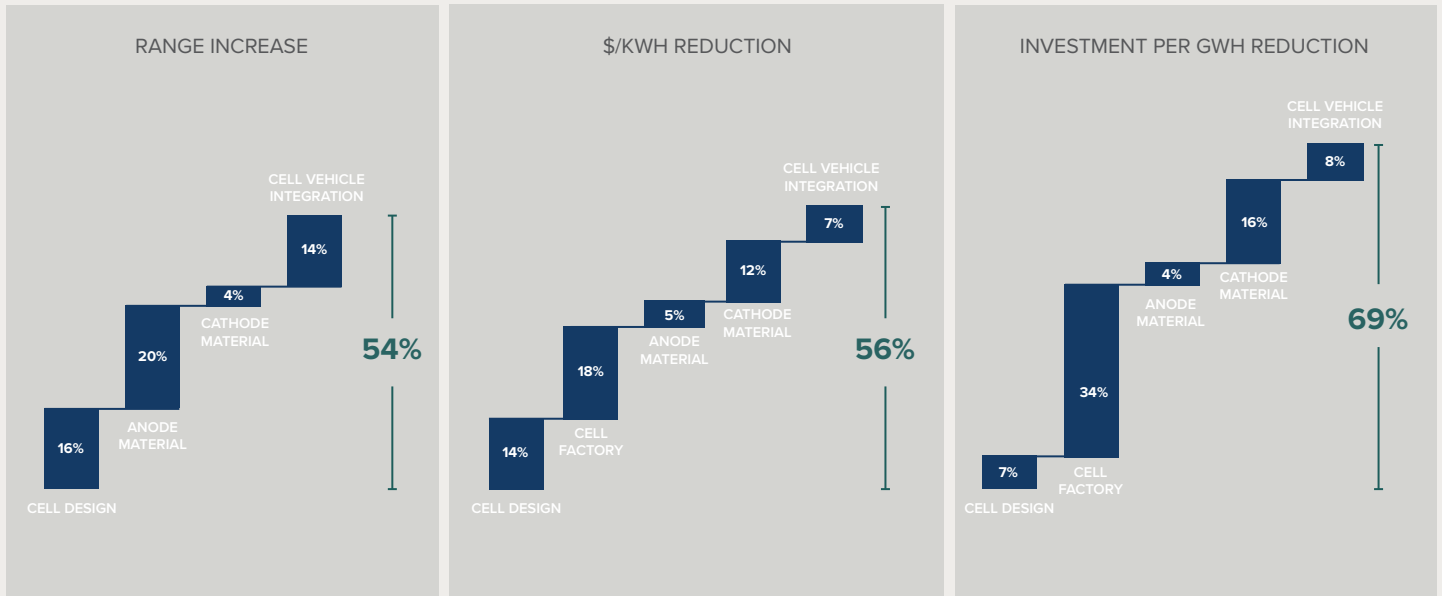 RANGE INCREASE
CELL VEHICLE
INTEGRATION
14%
4%
CATHODE
MATERIAL
20%
54%
ANODE
MATERIAL
16%
CELL DESIGN
$/KWH REDUCTION
CELL VEHICLE
INTEGRATION
7%
12%
5%
CATHODE
MATERIAL
ANODE
MATERIAL
56%
18%
CELL
FACTORY
14%
CELL DESIGN
INVESTMENT PER GWH REDUCTION
CELL VEHICLE
INTEGRATION
8%
16%
4%
CATHODE
MATERIAL
ANODE
MATERIAL
69%
34%
7%
CELL
FACTORY
CELL DESIGN